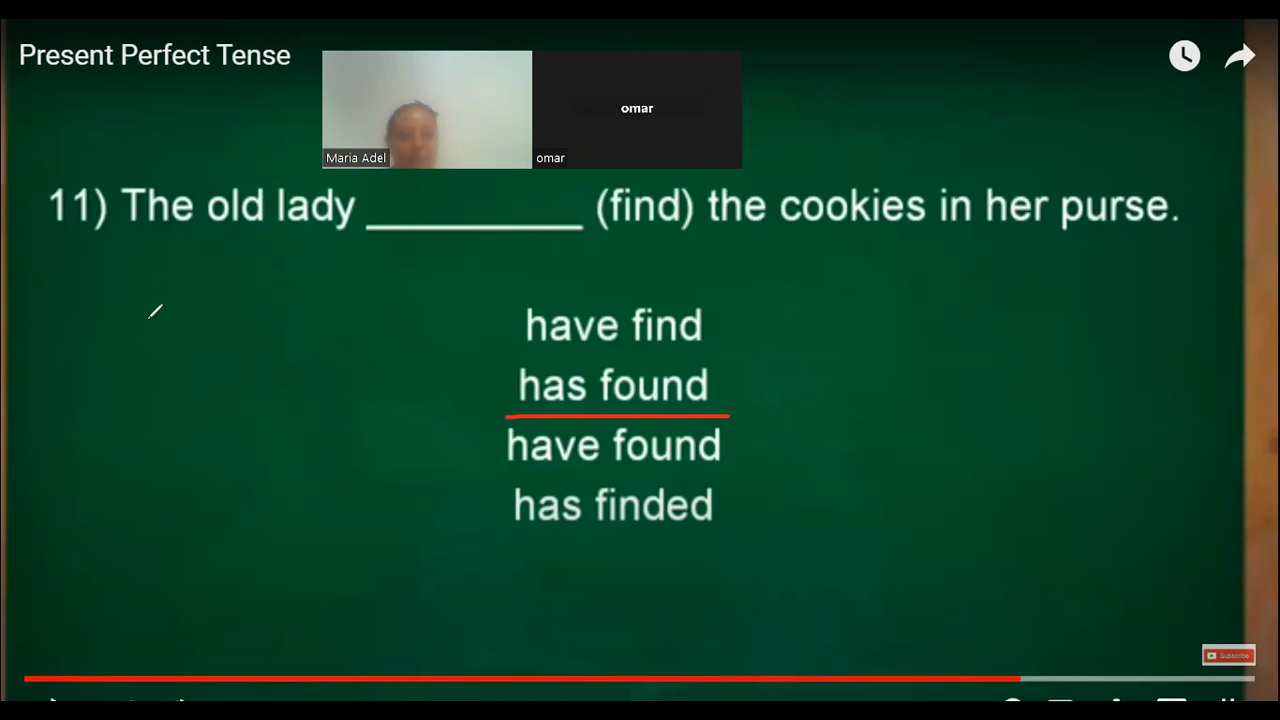 Present Perfect Tense
omar
Maria Adel
omar
11) The old lady __________ (find) the cookies in her purse.
have find
has found
have found
has finded
Subscribe